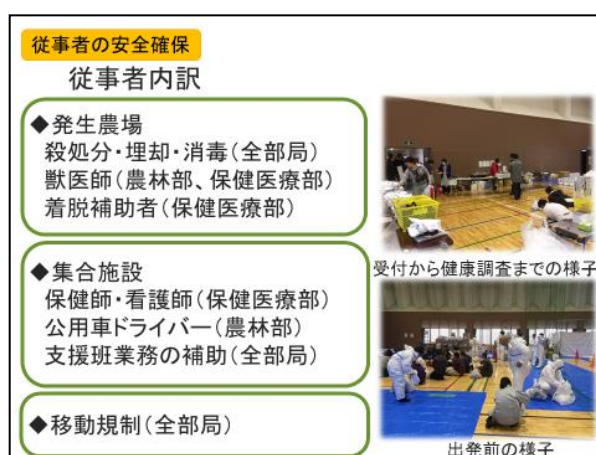 従事者の安全確保
従事者内訳
◆発生農場
殺処分・埋却・消毒(全部局)
獣医師(農林部、保健医療部)
着脱補助者(保健医療部)
◆集合施設
保健師・看護師(保健医療部)
公用車ドライバー(農林部)
支援班業務の補助(全部局)
◆移動規制(全部局)
受付から健康調査までの様子
出発前の様子